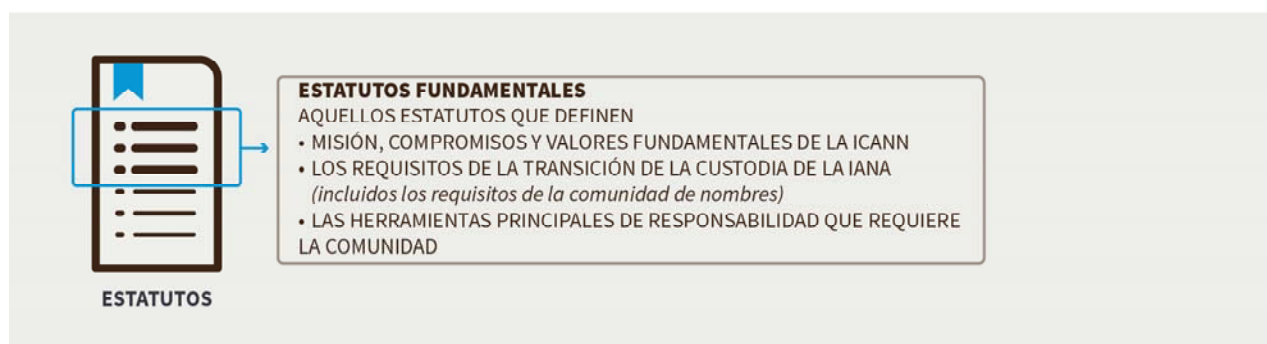 ESTATUTOS FUNDAMENTALES
AQUELLOS ESTATUTOS QUE DEFINEN
• MISIÓN, COMPROMISOS Y VALORES FUNDAMENTALES DE LA ICANN
• LOS REQUISITOS DE LA TRANSICIÓN DE LA CUSTODIA DE LA IANA
(incluidos los requisitos de la comunidad de nombres)
• LAS HERRAMIENTAS PRINCIPALES DE RESPONSABILIDAD QUE REQUIERE
LA COMUNIDAD
ESTATUTOS